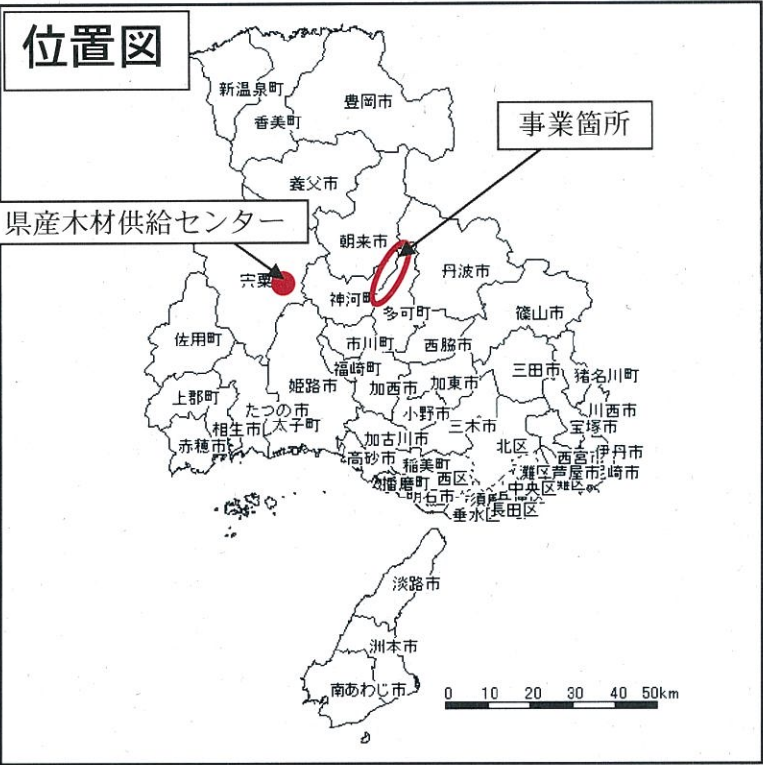 位置図
新温泉町
豊岡市
香美町
事業箇所
養父市
県産木材供給センター
朝来市
丹波市
宍粟
神河町
多可町
篠山市
佐用町
市川町
西脇市
福崎町
三田市
猪名川町
姫路市
加西市
加東市
上郡町
たつの市
小野市
川西市
相生市
太子町
三木市
宝塚市
赤穂市
加古川市
北区
高砂市
稲美町
西宮市
伊丹市
播磨町
西区
灘区
芦屋市
崎市
明石市
中央区
垂水区
長田区
淡路市
洲本市
南あわじ市
0 10 20 30 40 50km